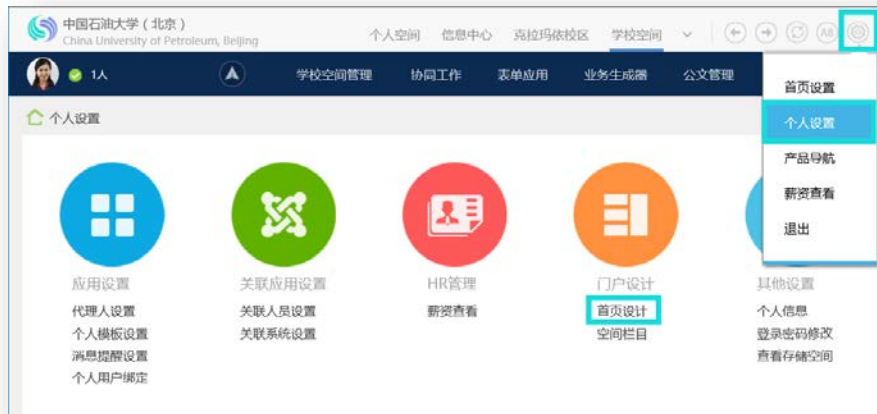 中国石油大学（北京）
China University of Petroleum, Beijing
个人空间 信息中心 克拉玛依校区 学校空间
AB
1人 学校空间管理 协同工作 表单应用 业务生成器 公文管理
首页设置
个人设置
产品导航
薪资查看
退出
个人设置
应用设置 关联应用设置 HR管理 门户设计 其他设置
代理人设置 关联人员设置 薪资查看 首页设计 个人信息
个人模板设置 关联系统设置 空间栏目 登录密码修改
消息提醒设置 查看存储空间
个人用户绑定